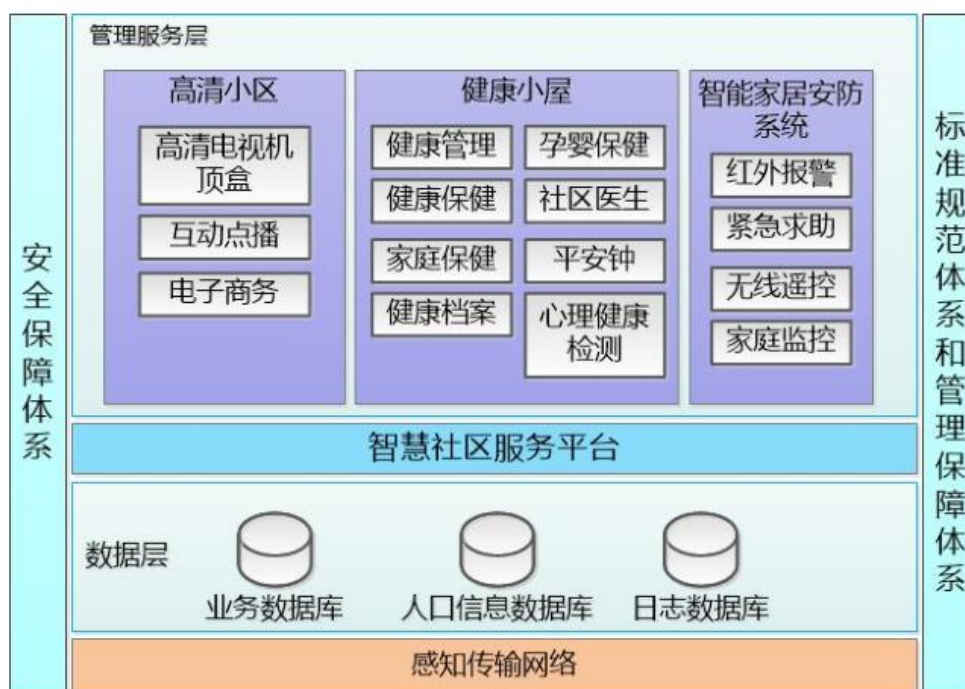 安全保障体系
管理服务层
高清小区
高清电视机
顶盒
互动点播
电子商务
健康小屋
健康管理
孕婴保健
健康保健
社区医生
家庭保健
平安钟
健康档案
心理健康
检测
智能家居安防
系统
红外报警
紧急求助
无线遥控
家庭监控
智慧社区服务平台
数据层
业务数据库
人口信息数据库
日志数据库
感知传输网络
标准规范体系和管理保障体系